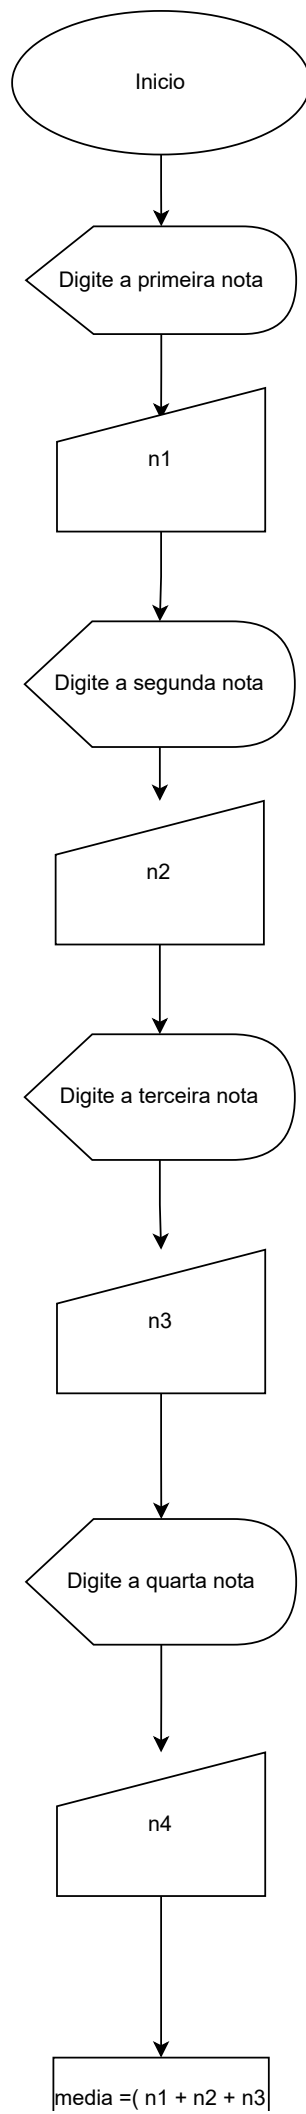 Inicio
Digite a primeira nota
n1
Digite a segunda nota
n2
Digite a terceira nota
n3
Digite a quarta nota
n4
media =( n1 + n2 + n3